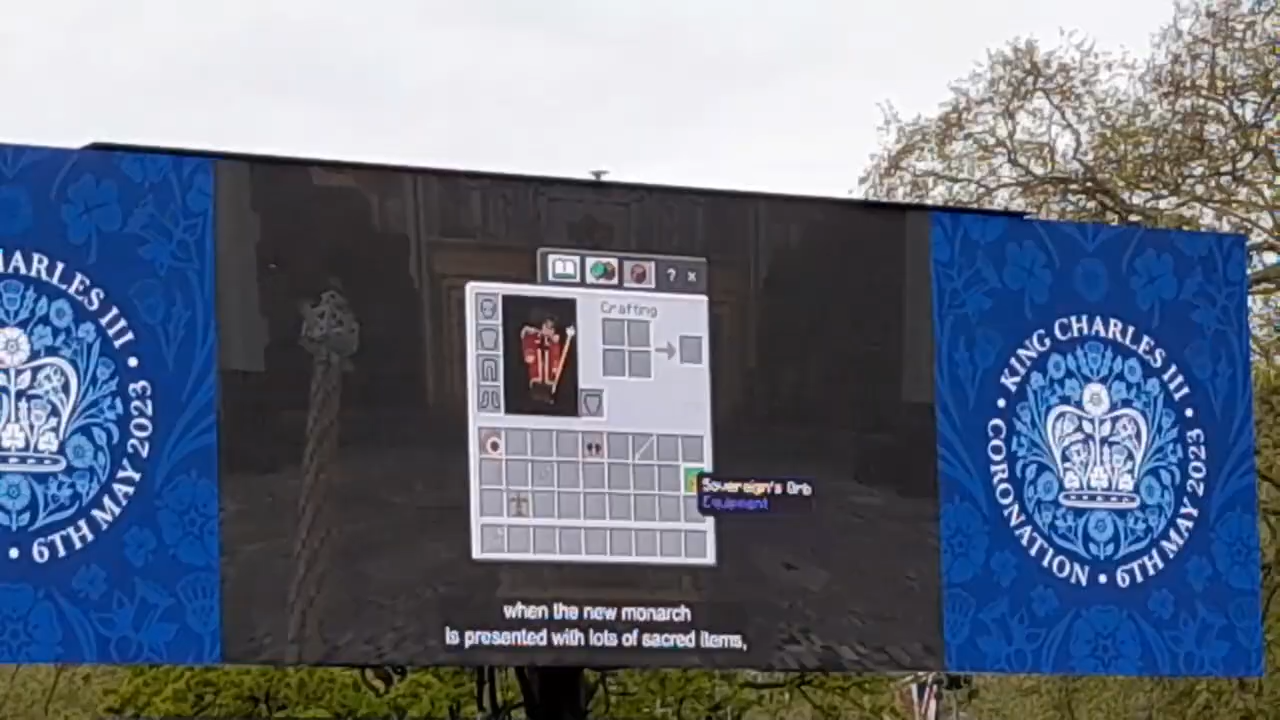 CHARLES III • 6TH MAY 2023 •
? x
Crafting
Sovereign's Orb
Equipment
when the new monarch
is presented with lots of sacred items,
• KING CHARLES III •
CORONATION • 6TH MAY 2023